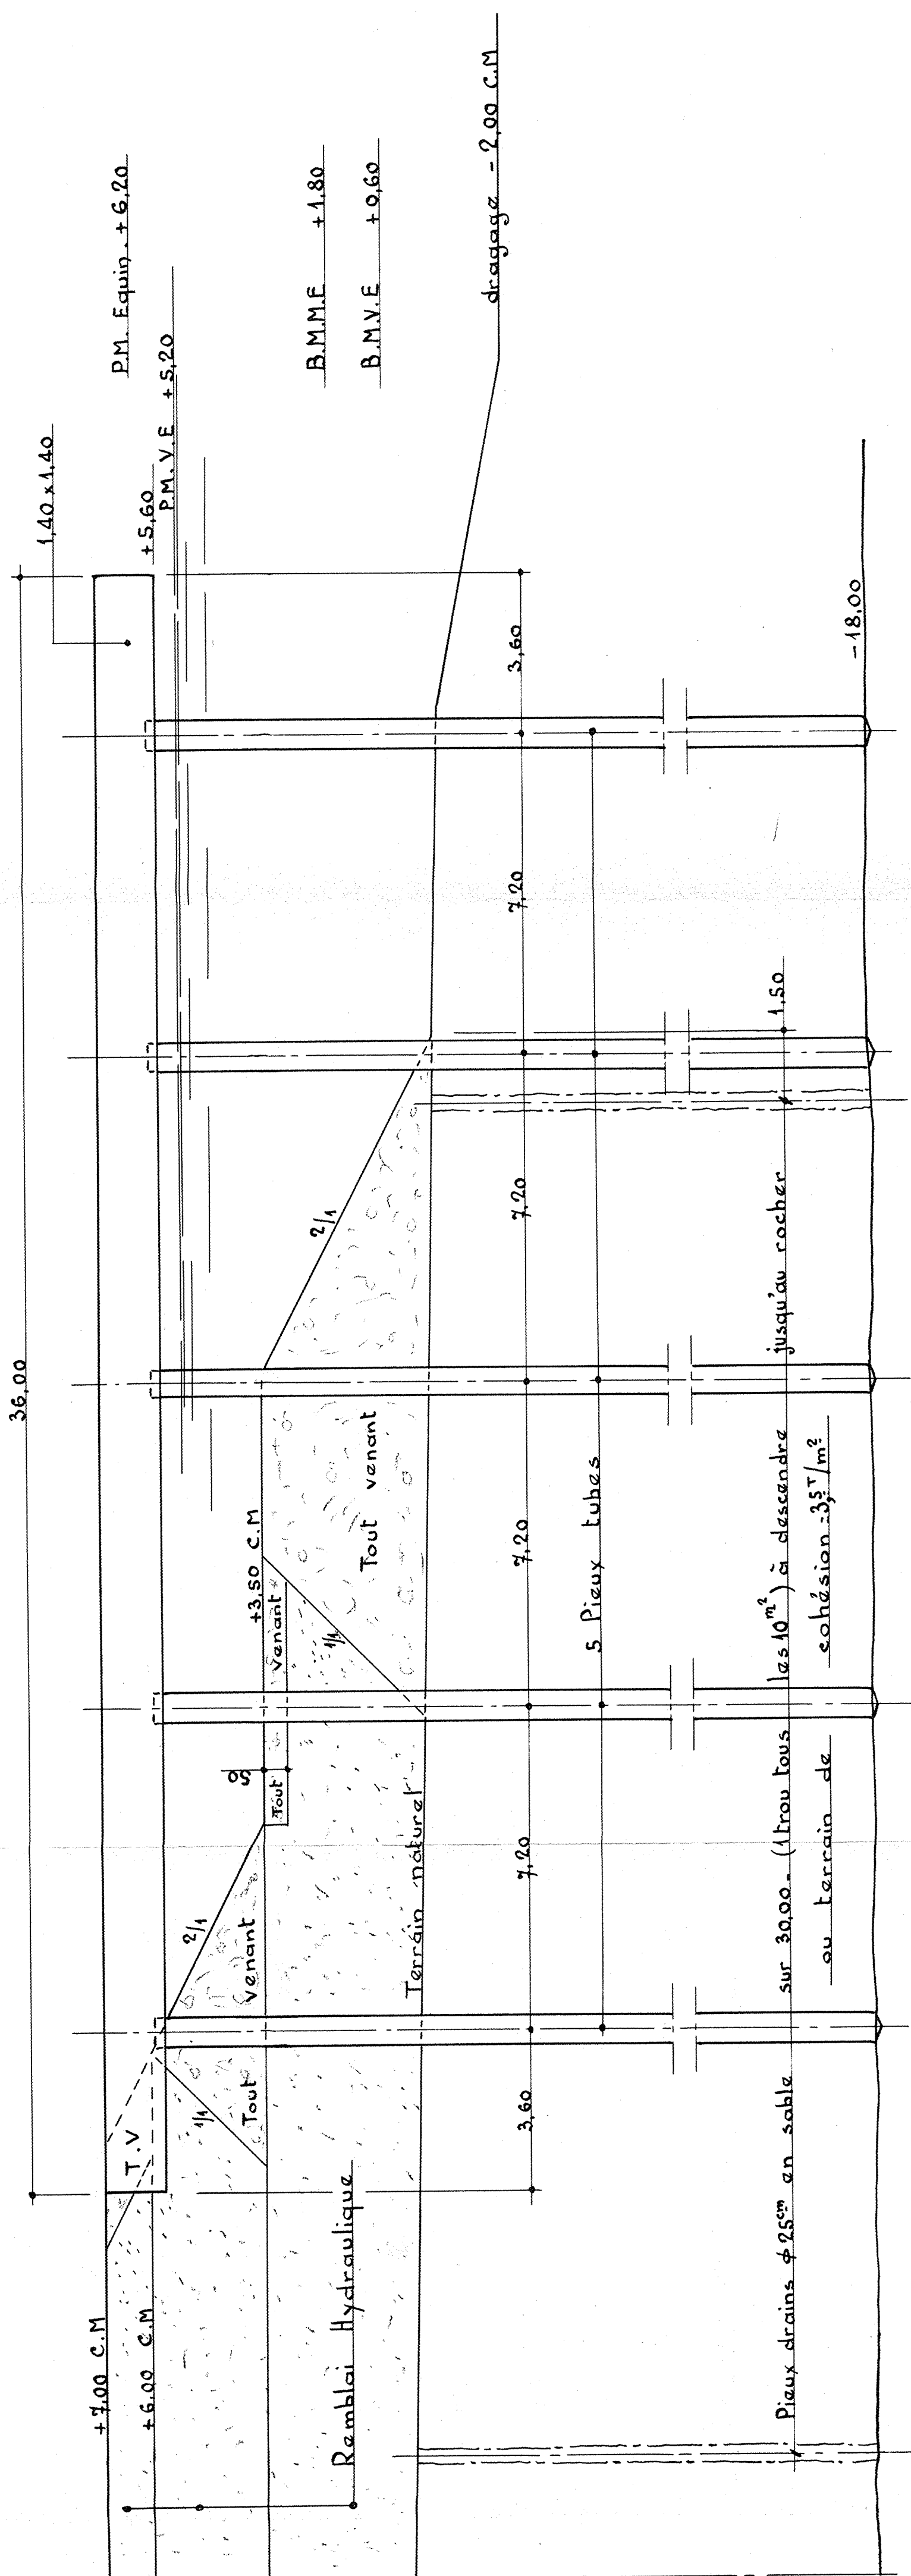 36,00
1,40 x 1,40
P.M. Equin. + 6,20
+5,60
P.M.V.E +5,20
B.M.M.E +1,80
B.M.V.E +0,60
dragage - 2,00 C.M
+7,00 C.M
+6,00 C.M
T.V
1/1
Tout venant
2/1
50
Tout venant
+3,50 C.M
1/1
Tout venant
2/1
Remblai Hydraulique
Terrain naturel
3,60
7,20
7,20
7,20
7,20
3,60
5 Pieux tubes
Pieux drains ϕ 25cm en sable sur 30,00 - (1 trou tous les 10m²) à descendre jusqu'au rocher
ou terrain de cohésion = 3,5T/m²
1,50
-18,00